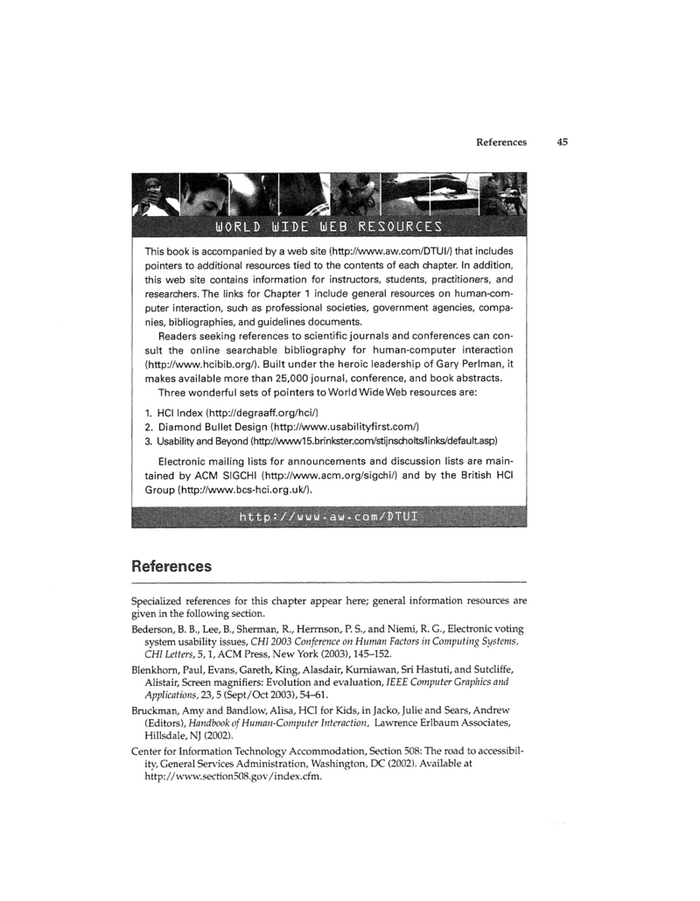 References 45
WORLD WIDE WEB RESOURCES
This book is accompanied by a web site (http://www.aw.com/DTUI/) that includes
pointers to additional resources tied to the contents of each chapter. In addition,
this web site contains information for instructors, students, practitioners, and
researchers. The links for Chapter 1 include general resources on human-com-
puter interaction, such as professional societies, government agencies, compa-
nies, bibliographies, and guidelines documents.
Readers seeking references to scientific journals and conferences can con-
sult the online searchable bibliography for human-computer interaction
(http://www.hcibib.org/). Built under the heroic leadership of Gary Perlman, it
makes available more than 25,000 journal, conference, and book abstracts.
Three wonderful sets of pointers to World Wide Web resources are:
1. HCI Index (http://degraaff.org/hci/)
2. Diamond Bullet Design (http://www.usabilityfirst.com/)
3. Usability and Beyond (http://www15.brinkster.com/stijnscholts/links/default.asp)
Electronic mailing lists for announcements and discussion lists are main-
tained by ACM SIGCHI (http://www.acm.org/sigchi/) and by the British HCI
Group (http://www.bcs-hci.org.uk/).
http://www.aw.com/DTUI
References
Specialized references for this chapter appear here; general information resources are
given in the following section.
Bederson, B. B., Lee, B., Sherman, R., Herrnson, P. S., and Niemi, R. G., Electronic voting
system usability issues, CHI 2003 Conference on Human Factors in Computing Systems,
CHI Letters, 5, 1, ACM Press, New York (2003), 145–152.
Blenkhorn, Paul, Evans, Gareth, King, Alasdair, Kurniawan, Sri Hastuti, and Sutcliffe,
Alistair, Screen magnifiers: Evolution and evaluation, IEEE Computer Graphics and
Applications, 23, 5 (Sept/Oct 2003), 54–61.
Bruckman, Amy and Bandlow, Alisa, HCI for Kids, in Jacko, Julie and Sears, Andrew
(Editors), Handbook of Human-Computer Interaction, Lawrence Erlbaum Associates,
Hillsdale, NJ (2002).
Center for Information Technology Accommodation, Section 508: The road to accessibil-
ity, General Services Administration, Washington, DC (2002). Available at
http://www.section508.gov/index.cfm.